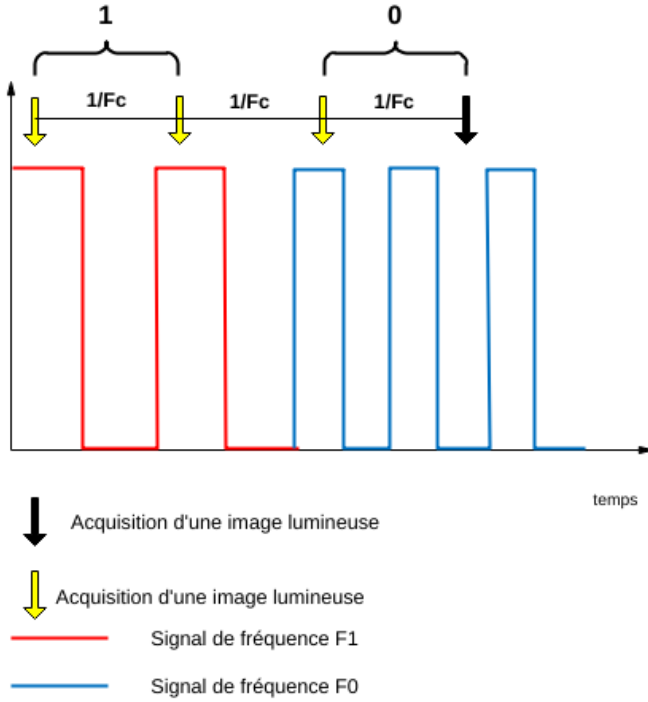 1 0
1/Fc 1/Fc 1/Fc
temps
Acquisition d'une image lumineuse
Acquisition d'une image lumineuse
Signal de fréquence F1
Signal de fréquence F0